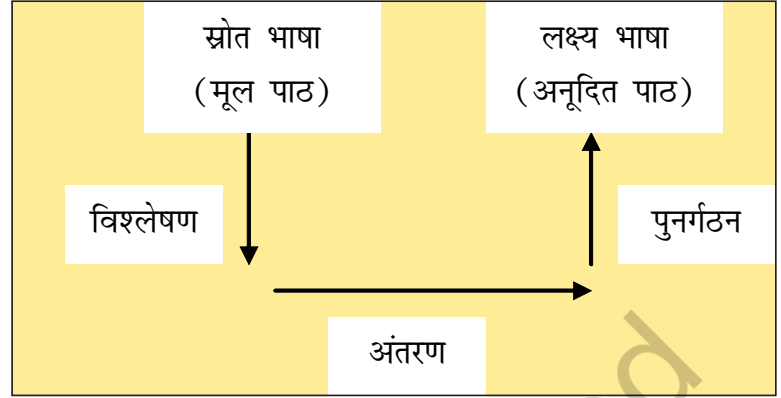 स्रोत भाषा
(मूल पाठ)
लक्ष्य भाषा
(अनूदित पाठ)
विश्लेषण
पुनर्गठन
अंतरण